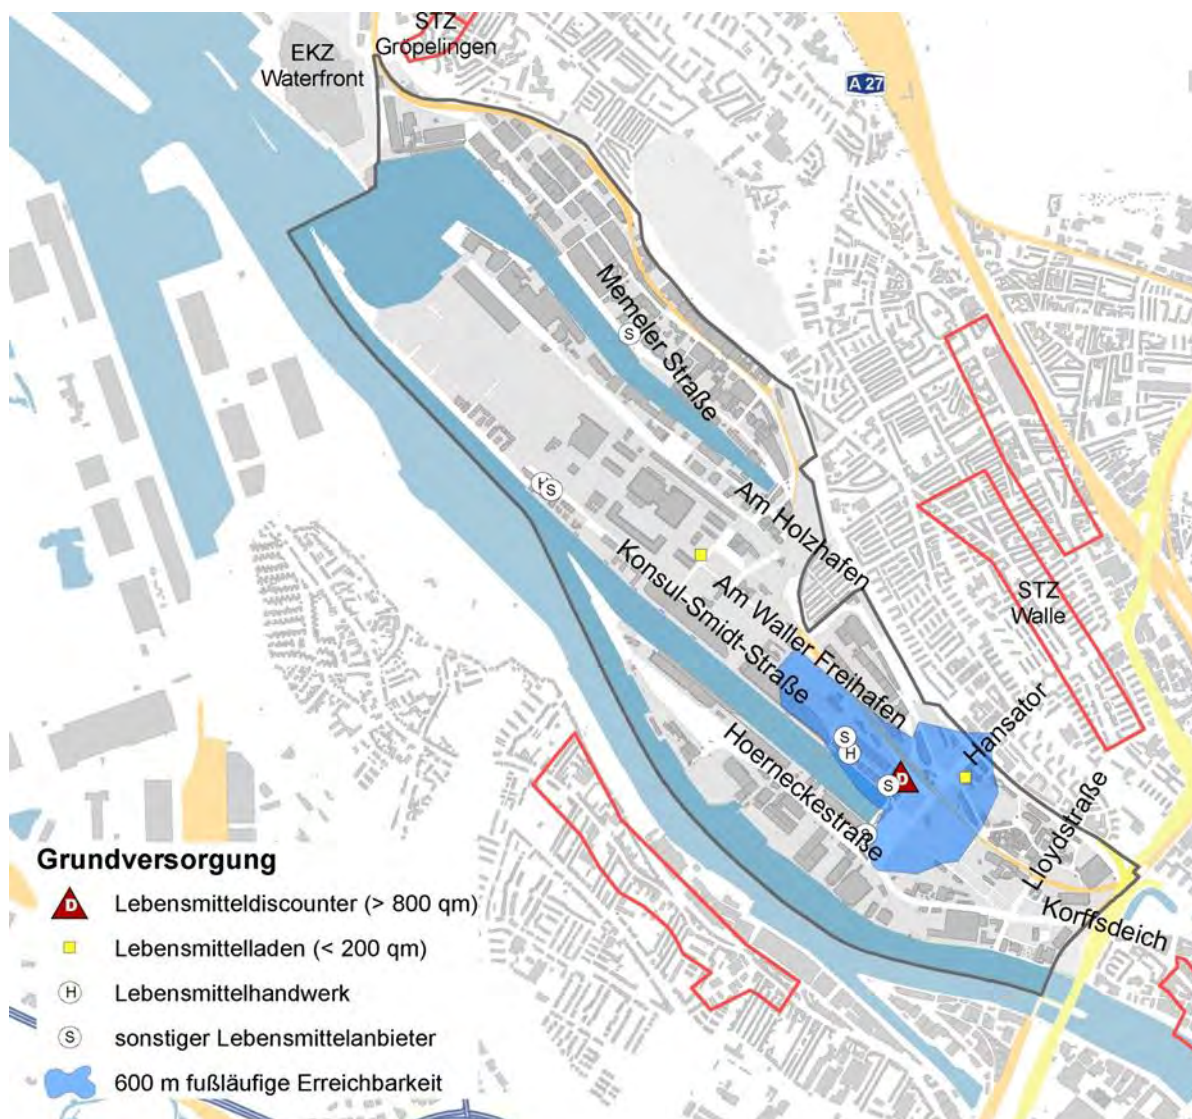 STZ
Gröpelingen
EKZ
Waterfront
A 27
Memeler Straße
S
H
S
Am Holzhafen
Konsul-Smidt-Straße
Am Waller Freihafen
STZ
Walle
Hansator
S
H
S
D
Hoerneckestraße
Lloydstraße
Korffsdeich
Grundversorgung
D Lebensmitteldiscounter (> 800 qm)
Lebensmittelladen (< 200 qm)
H Lebensmittelhandwerk
S sonstiger Lebensmittelanbieter
600 m fußläufige Erreichbarkeit